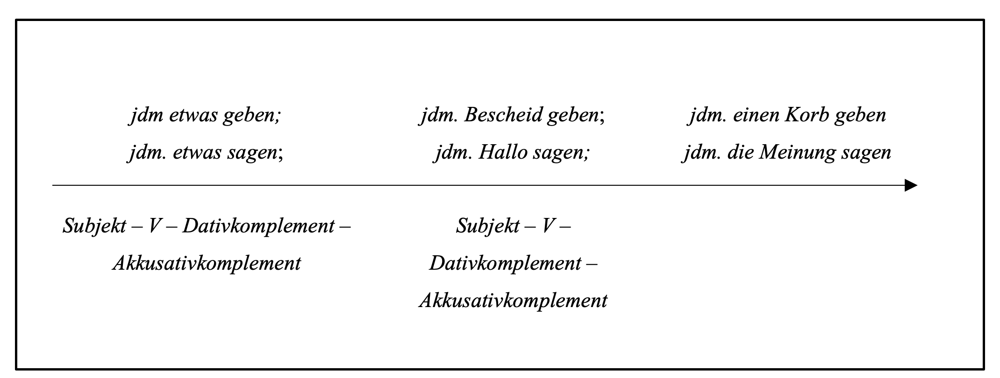 jdm etwas geben; jdm. Bescheid geben; jdm. einen Korb geben
jdm. etwas sagen; jdm. Hallo sagen; jdm. die Meinung sagen
Subjekt – V – Dativkomplement – Subjekt – V –
Akkusativkomplement Dativkomplement –
Akkusativkomplement